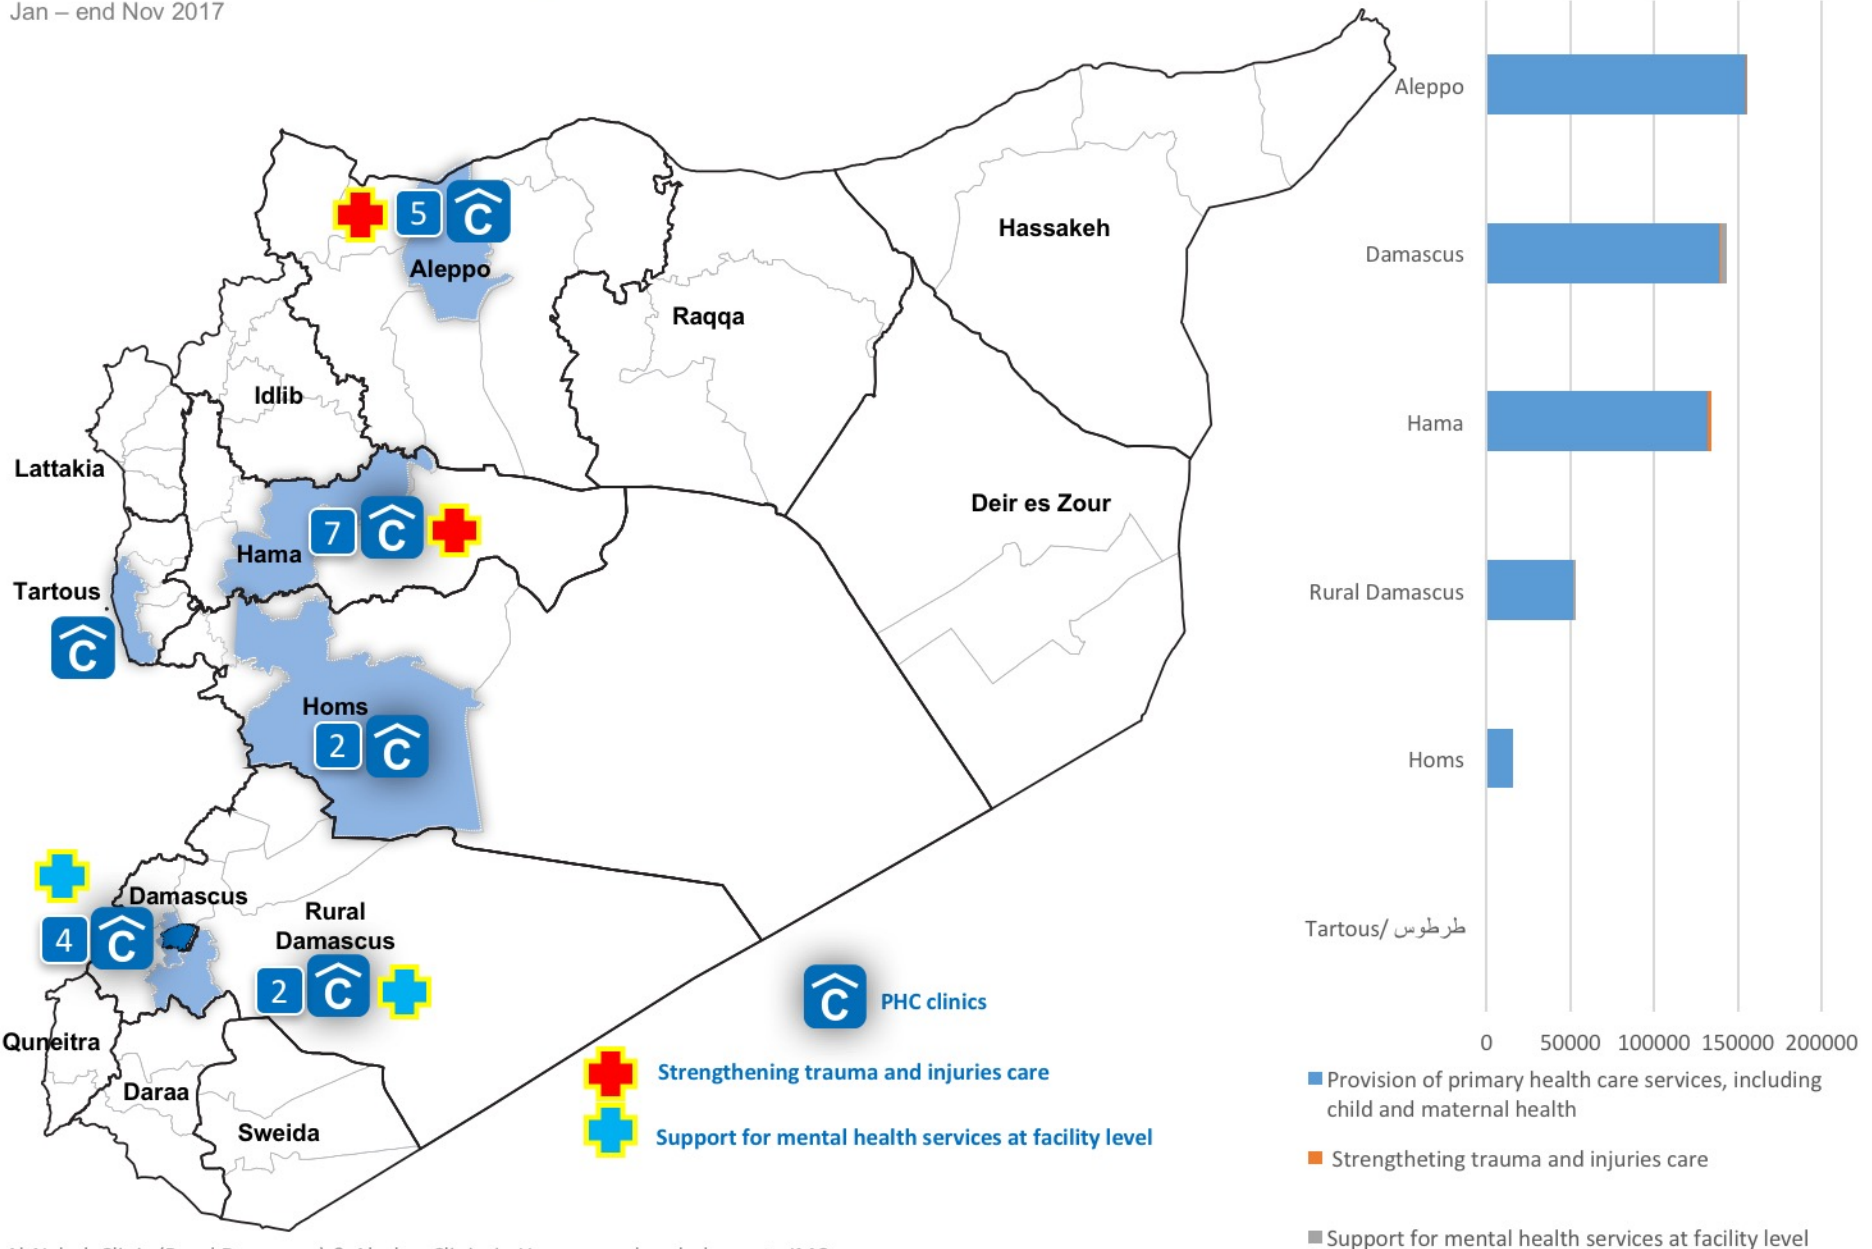 Jan – end Nov 2017
5
C
Aleppo
Hassakeh
Raqqa
Idlib
Lattakia
7
C
Hama
Deir es Zour
Tartous
C
Homs
2
C
Damascus
4
C
Rural
Damascus
2
C
Quneitra
Daraa
Sweida
C
PHC clinics
Strengthening trauma and injuries care
Support for mental health services at facility level
Aleppo
Damascus
Hama
Rural Damascus
Homs
Tartous/ طرطوس
0 50000 100000 150000 200000
Provision of primary health care services, including
child and maternal health
Strengtheting trauma and injuries care
Support for mental health services at facility level